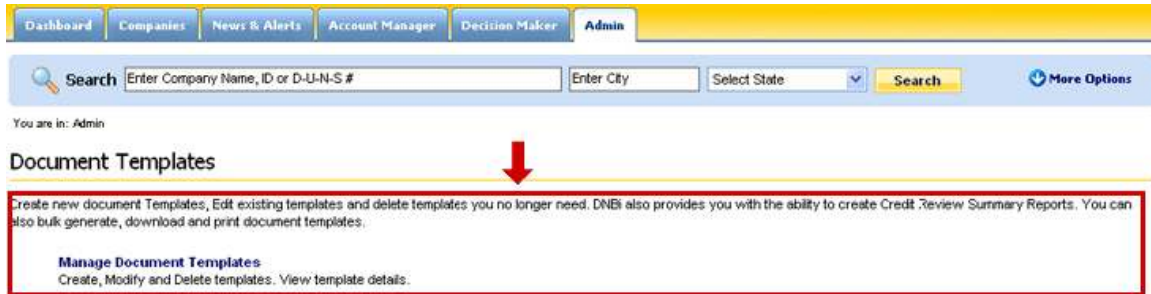 Dashboard Companies News & Alerts Account Manager Decision Maker Admin
Search Enter Company Name, ID or D-U-N-S # Enter City Select State Search More Options
You are in: Admin
Document Templates
Create new document Templates, Edit existing templates and delete templates you no longer need. DNBi also provides you with the ability to create Credit Review Summary Reports. You can
also bulk generate, download and print document templates.
Manage Document Templates
Create, Modify and Delete templates. View template details.